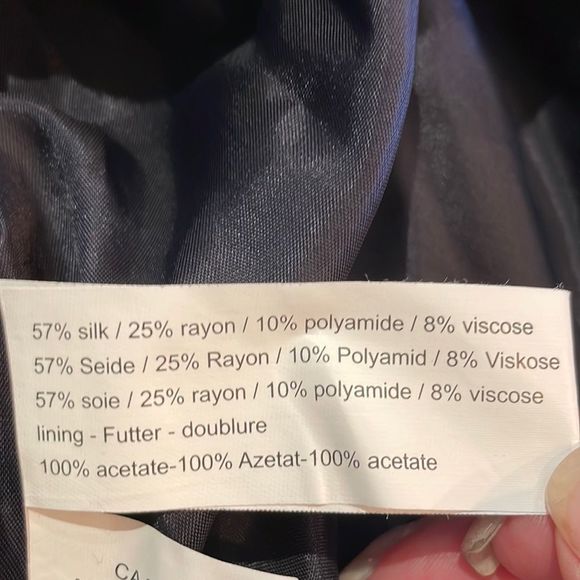 57% silk / 25% rayon / 10% polyamide / 8% viscose
57% Seide / 25% Rayon / 10% Polyamid / 8% Viskose
57% soie / 25% rayon / 10% polyamide / 8% viscose
lining - Futter - doublure
100% acetate-100% Azetat-100% acetate